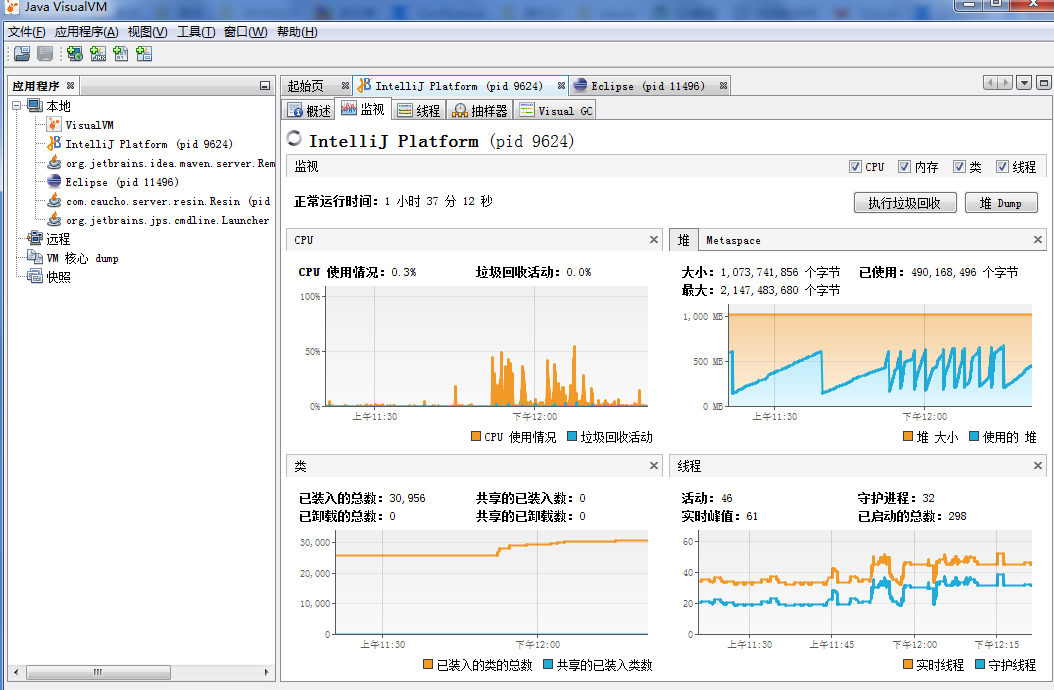 Java VisualVM
文件(F) 应用程序(A) 视图(V) 工具(T) 窗口(W) 帮助(H)
应用程序
本地
VisualVM
IntelliJ Platform (pid 9624)
org.jetbrains.idea.maven.server.Rem
Eclipse (pid 11496)
com.caucho.server.resin.Resin (pid
org.jetbrains.jps.cmdline.Launcher
远程
VM 核心 dump
快照
起始页 IntelliJ Platform (pid 9624) Eclipse (pid 11496)
概述 监视 线程 抽样器 Visual GC
IntelliJ Platform (pid 9624)
监视 CPU 内存 类 线程
正常运行时间: 1 小时 37 分 12 秒 执行垃圾回收 堆 Dump
CPU
CPU 使用情况: 0.3% 垃圾回收活动: 0.0%
100%
50%
0%
上午11:30 下午12:00
CPU 使用情况 垃圾回收活动
堆 Metaspace
大小: 1,073,741,856 个字节 已使用: 490,168,496 个字节
最大: 2,147,483,680 个字节
1,000 MB
500 MB
0 MB
上午11:30 下午12:00
堆 大小 使用的 堆
类
已装入的总数: 30,956 共享的已装入数: 0
已卸载的总数: 0 共享的已卸载数: 0
30,000
20,000
10,000
0
上午11:30 下午12:00
已装入的类的总数 共享的已装入类数
线程
活动: 46 守护进程: 32
实时峰值: 61 已启动的总数: 298
60
40
20
0
上午11:30 上午11:45 下午12:00 下午12:15
实时线程 守护线程